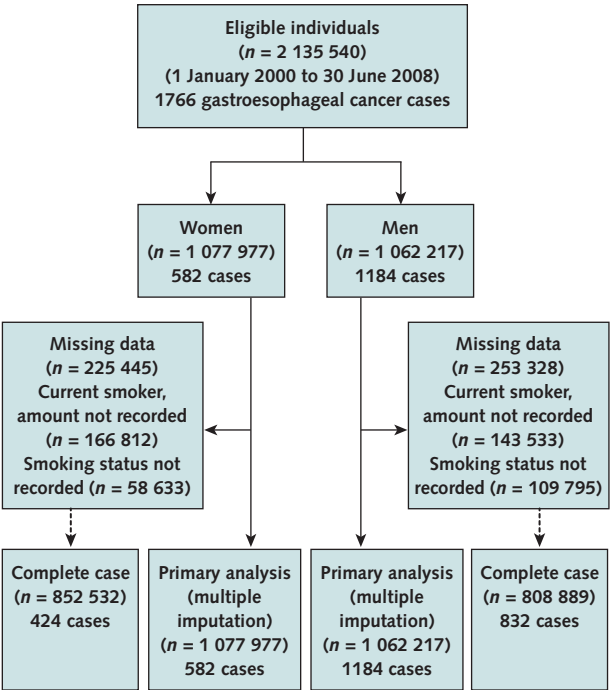 Eligible individuals
(n = 2 135 540)
(1 January 2000 to 30 June 2008)
1766 gastroesophageal cancer cases
Women
(n = 1 077 977)
582 cases
Men
(n = 1 062 217)
1184 cases
Missing data
(n = 225 445)
Current smoker,
amount not recorded
(n = 166 812)
Smoking status not
recorded (n = 58 633)
Missing data
(n = 253 328)
Current smoker,
amount not recorded
(n = 143 533)
Smoking status not
recorded (n = 109 795)
Complete case
(n = 852 532)
424 cases
Primary analysis
(multiple
imputation)
(n = 1 077 977)
582 cases
Primary analysis
(multiple
imputation)
(n = 1 062 217)
1184 cases
Complete case
(n = 808 889)
832 cases